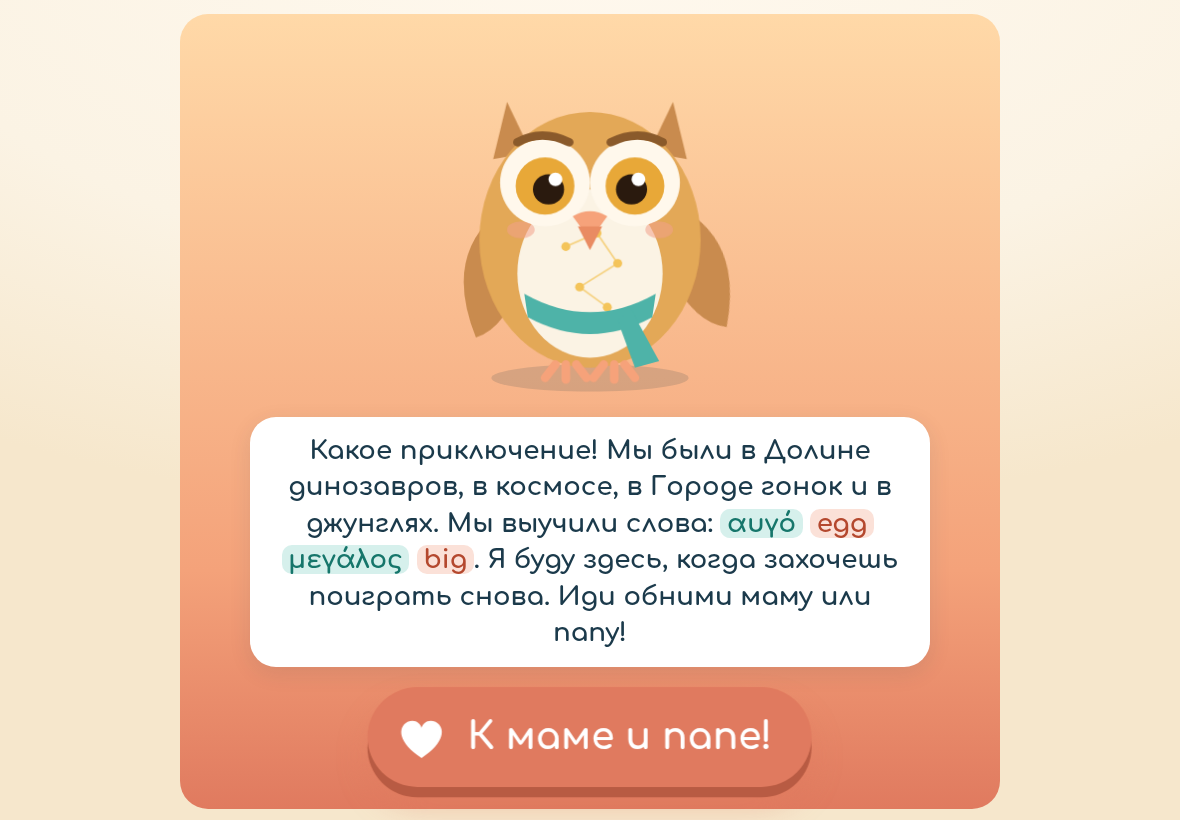 Какое приключение! Мы были в Долине
динозавров, в космосе, в Городе гонок и в
джунглях. Мы выучили слова: αυγό egg
μεγάλος big. Я буду здесь, когда захочешь
поиграть снова. Иди обними маму или
папу!
К маме и папе!